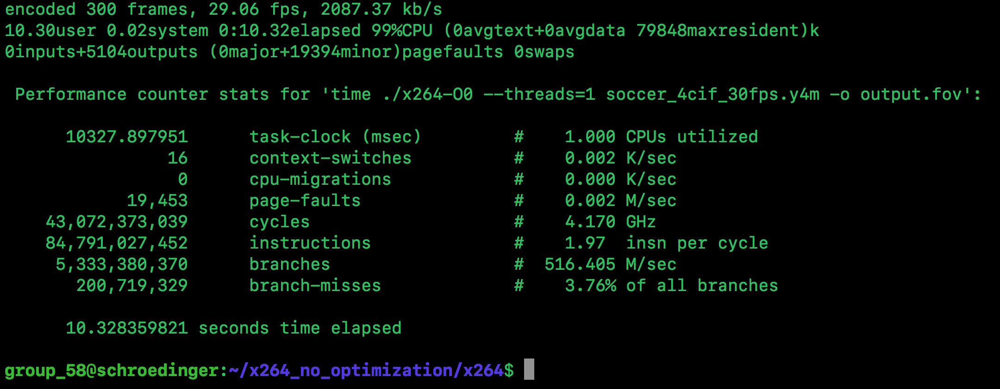 encoded 300 frames, 29.06 fps, 2087.37 kb/s
10.30user 0.02system 0:10.32elapsed 99%CPU (0avgtext+0avgdata 79848maxresident)k
0inputs+5104outputs (0major+19394minor)pagefaults 0swaps
Performance counter stats for 'time ./x264-O0 --threads=1 soccer_4cif_30fps.y4m -o output.fov':
10327.897951 task-clock (msec) # 1.000 CPUs utilized
16 context-switches # 0.002 K/sec
0 cpu-migrations # 0.000 K/sec
19,453 page-faults # 0.002 M/sec
43,072,373,039 cycles # 4.170 GHz
84,791,027,452 instructions # 1.97 insn per cycle
5,333,380,370 branches # 516.405 M/sec
200,719,329 branch-misses # 3.76% of all branches
10.328359821 seconds time elapsed
group_58@schroedinger:~/x264_no_optimization/x264$